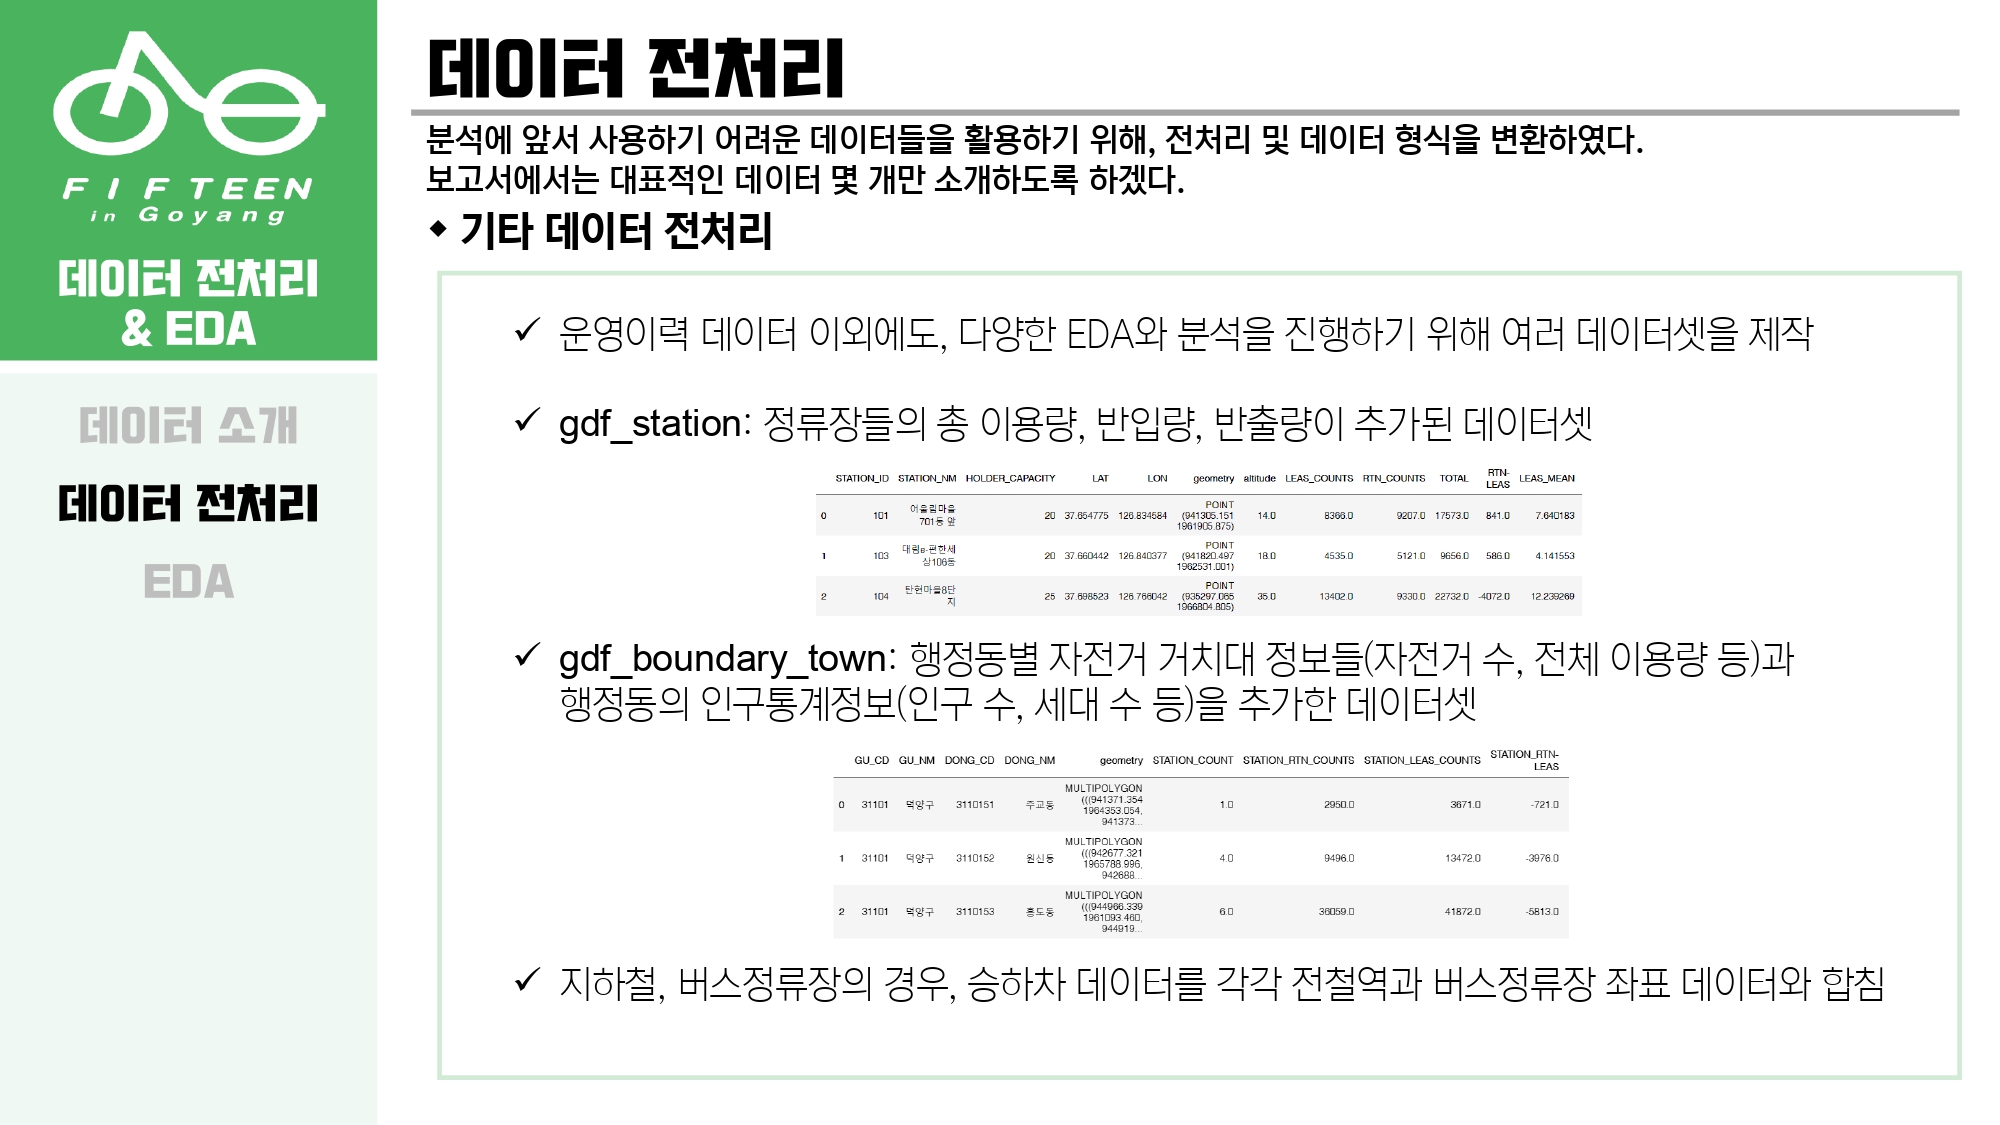 FIFTEEN
in Goyang
데이터 전처리
& EDA
데이터 소개
데이터 전처리
EDA
데이터 전처리
분석에 앞서 사용하기 어려운 데이터들을 활용하기 위해, 전처리 및 데이터 형식을 변환하였다.
보고서에서는 대표적인 데이터 몇 개만 소개하도록 하겠다.
◆ 기타 데이터 전처리
✓ 운영이력 데이터 이외에도, 다양한 EDA와 분석을 진행하기 위해 여러 데이터셋을 제작
✓ gdf_station: 정류장들의 총 이용량, 반입량, 반출량이 추가된 데이터셋
STATION_ID STATION_NM HOLDER_CAPACITY LAT LON geometry altitude LEAS_COUNTS RTN_COUNTS TOTAL RTN-LEAS LEAS_MEAN
0 101 어울림마을 701동 앞 20 37.654775 126.834584 POINT (941305.151 1961905.875) 14.0 8366.0 9207.0 17573.0 841.0 7.640183
1 103 대림e-편한세상106동 20 37.660442 126.840377 POINT (941820.497 1962531.001) 18.0 4535.0 5121.0 9656.0 586.0 4.141553
2 104 탄현마을8단지 25 37.698523 126.766042 POINT (935297.065 1966804.805) 35.0 13402.0 9330.0 22732.0 -4072.0 12.239269
✓ gdf_boundary_town: 행정동별 자전거 거치대 정보들(자전거 수, 전체 이용량 등)과
행정동의 인구통계정보(인구 수, 세대 수 등)을 추가한 데이터셋
GU_CD GU_NM DONG_CD DONG_NM geometry STATION_COUNT STATION_RTN_COUNTS STATION_LEAS_COUNTS STATION_RTN-LEAS
0 31101 덕양구 3110151 주교동 MULTIPOLYGON (((941371.354 1964353.054, 941373... 1.0 2950.0 3671.0 -721.0
1 31101 덕양구 3110152 원신동 MULTIPOLYGON (((942677.321 1965788.996, 942688... 4.0 9496.0 13472.0 -3976.0
2 31101 덕양구 3110153 흥도동 MULTIPOLYGON (((944966.339 1961093.460, 944919... 6.0 36059.0 41872.0 -5813.0
✓ 지하철, 버스정류장의 경우, 승하차 데이터를 각각 전철역과 버스정류장 좌표 데이터와 합침